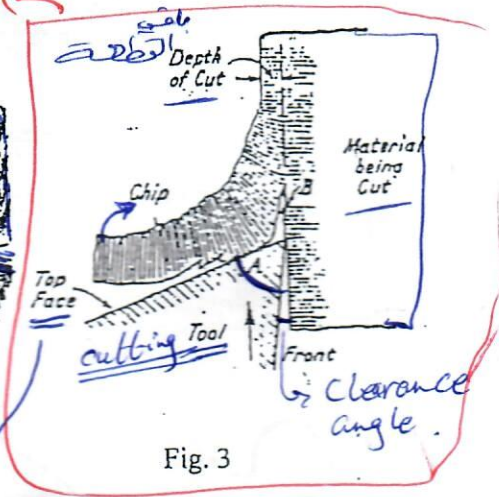 باقي
القطعة
Depth
of Cut
Material
being
Cut
Chip
B
A
Top
Face
cutting Tool
Front
Clearance
angle.
Fig. 3